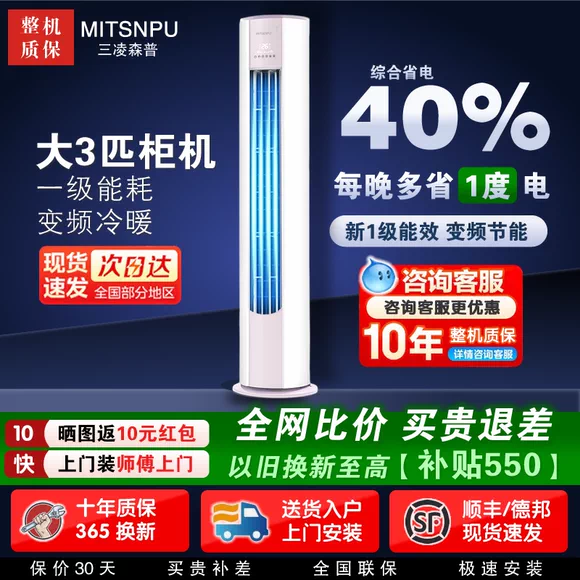 整机
质保
MITSNPU
三凌森普
大3匹柜机
一级能耗
变频冷暖
现货
速发
次日达
全国部分地区
综合省电
40%
每晚多省 1度 电
新1级能效 变频节能
咨询客服
咨询客服更优惠
10年 整机质保
详情咨询客服
10 晒图返10元红包
快 上门装师傅上门
全网比价 买贵退差
以旧换新至高【补贴550】
十年质保
365 换新
送货入户
上门安装
顺丰/德邦
现货速发
保价30天
买贵补差
全国联保
极速安装